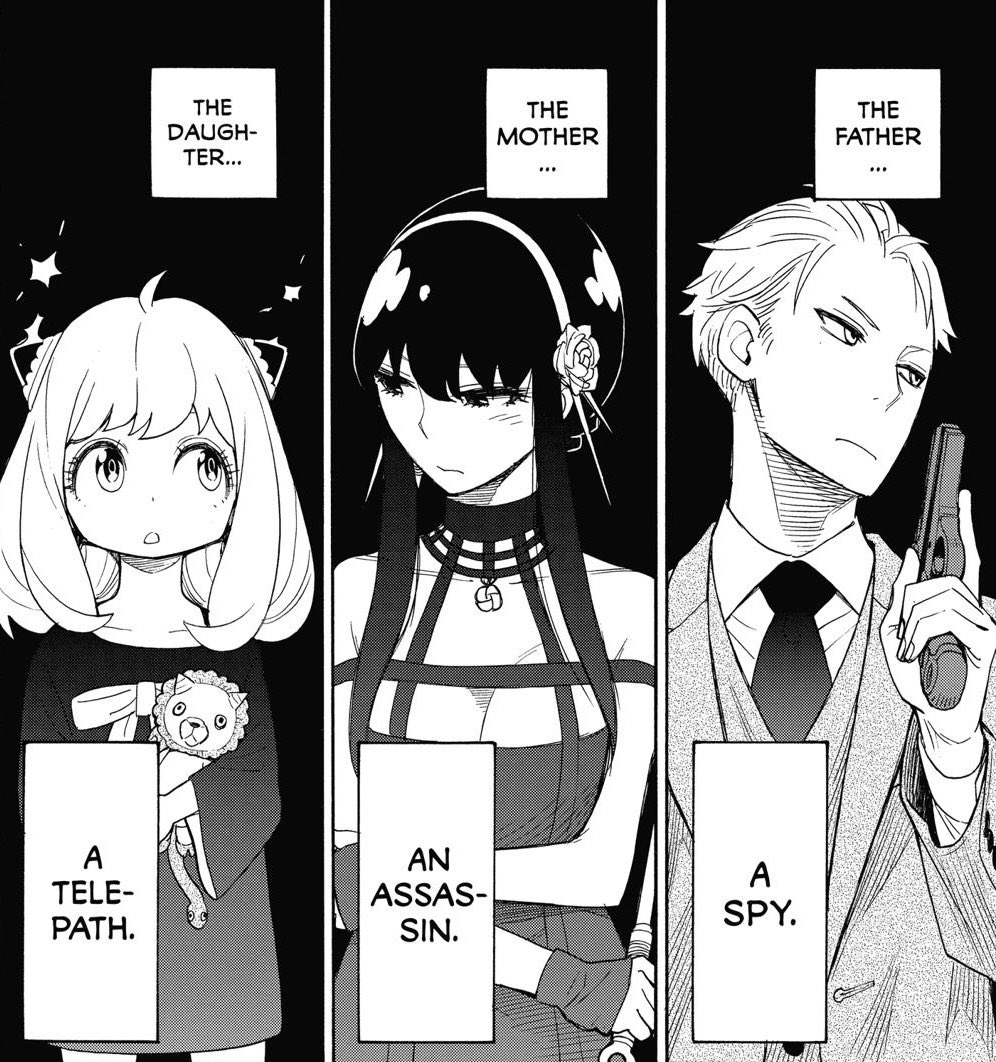 THE
FATHER
...
A
SPY.
THE
MOTHER
...
AN
ASSAS-
SIN.
THE
DAUGH-
TER...
A
TELE-
PATH.